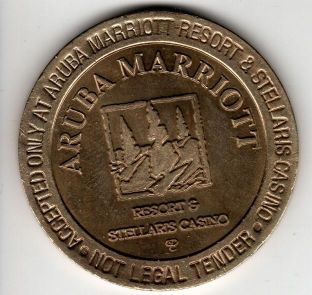 ACCEPTED ONLY AT ARUBA MARRIOTT RESORT & STELLARIS CASINO
• NOT LEGAL TENDER •
ARUBA MARRIOTT
RESORT &
STELLARIS CASINO